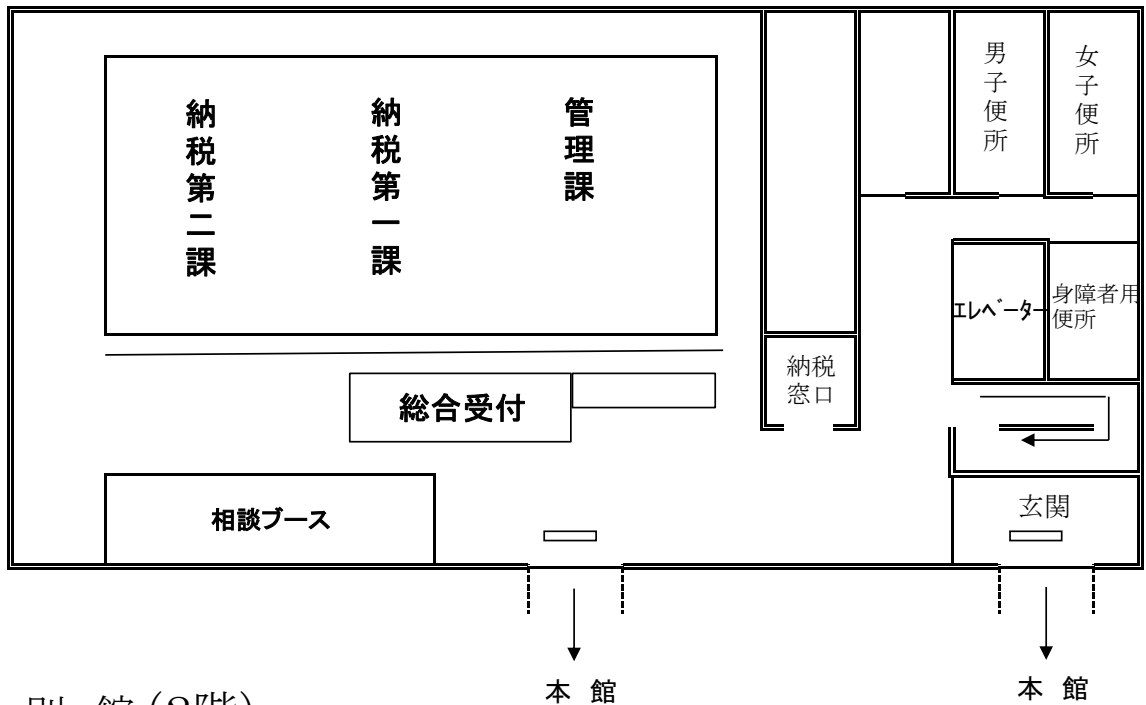 男子便所
女子便所
管理課
納税第一課
納税第二課
エレベーター
身障者用
便所
納税
窓口
総合受付
相談ブース
玄関
本 館
本 館